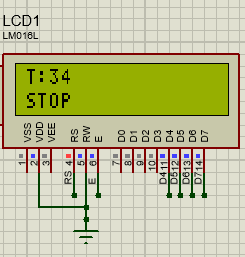 LCD1
LM016L
T:34
STOP
VSS VDD VEE RS RW E D0 D1 D2 D3 D4 D5 D6 D7
1 2 3 4 5 6 7 8 9 10 11 12 13 14
RS E D4 D5 D6 D7